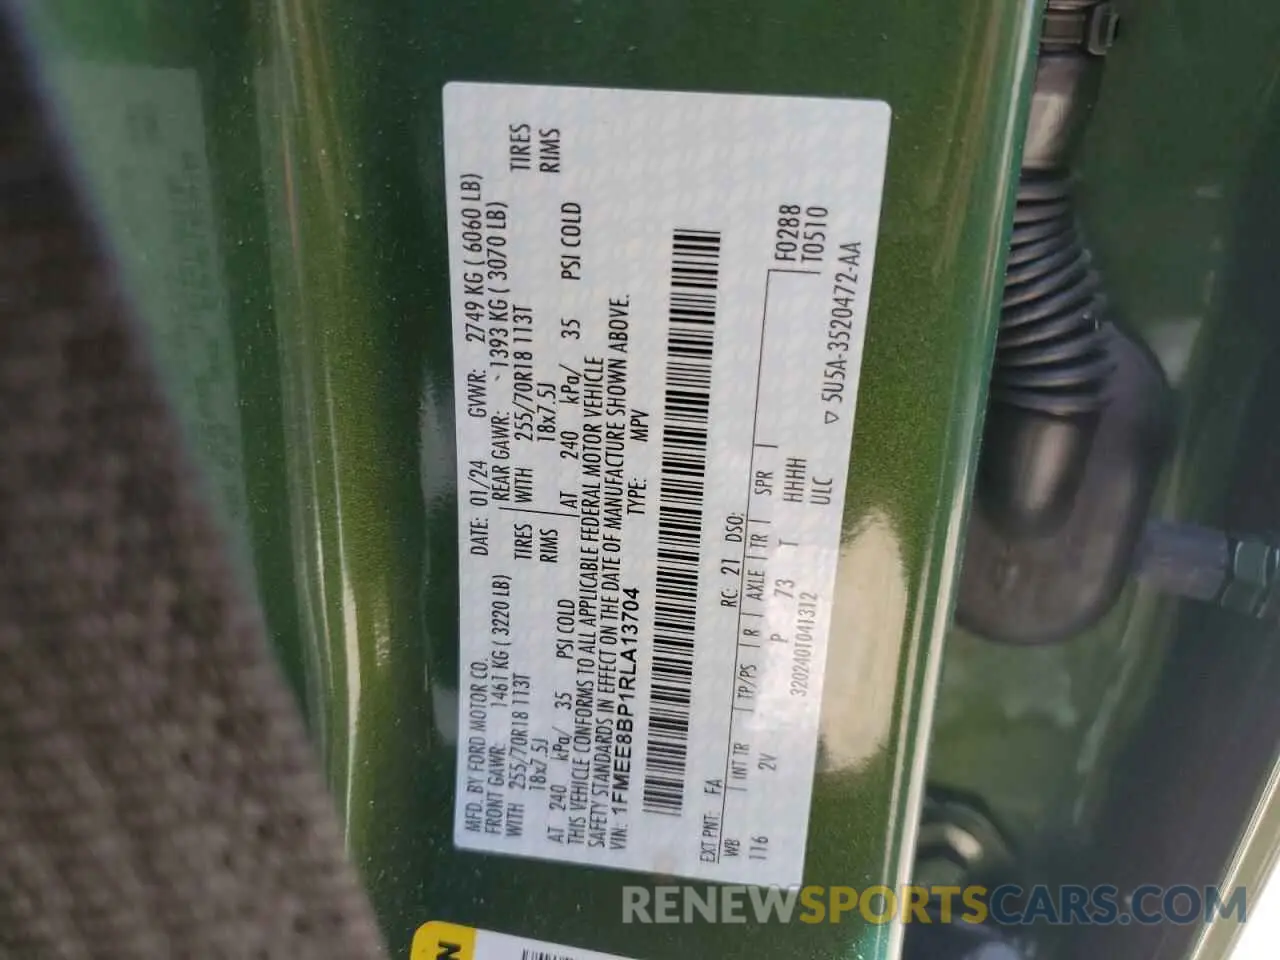 MFD. BY FORD MOTOR CO.
DATE: 01/24 GVWR: 2749 KG ( 6060 LB)
FRONT GAWR: 1461 KG ( 3220 LB) REAR GAWR: 1393 KG ( 3070 LB)
WITH 255/70R18 113T TIRES WITH 255/70R18 113T TIRES
18x7.5J RIMS 18x7.5J RIMS
AT 240 kPa/ 35 PSI COLD AT 240 kPa/ 35 PSI COLD
THIS VEHICLE CONFORMS TO ALL APPLICABLE FEDERAL MOTOR VEHICLE
SAFETY STANDARDS IN EFFECT ON THE DATE OF MANUFACTURE SHOWN ABOVE.
VIN: 1FMEE8BP1RLA13704 TYPE: MPV
EXT PNT: FA RC: 21 DSO: F0288
WB INT TR TP/PS R AXLE TR SPR T0510
116 2V P 73 T HHHH
320240T041312 ULC ▽ 5U5A-3520472-AA
RENEWSPORTSCARS.COM